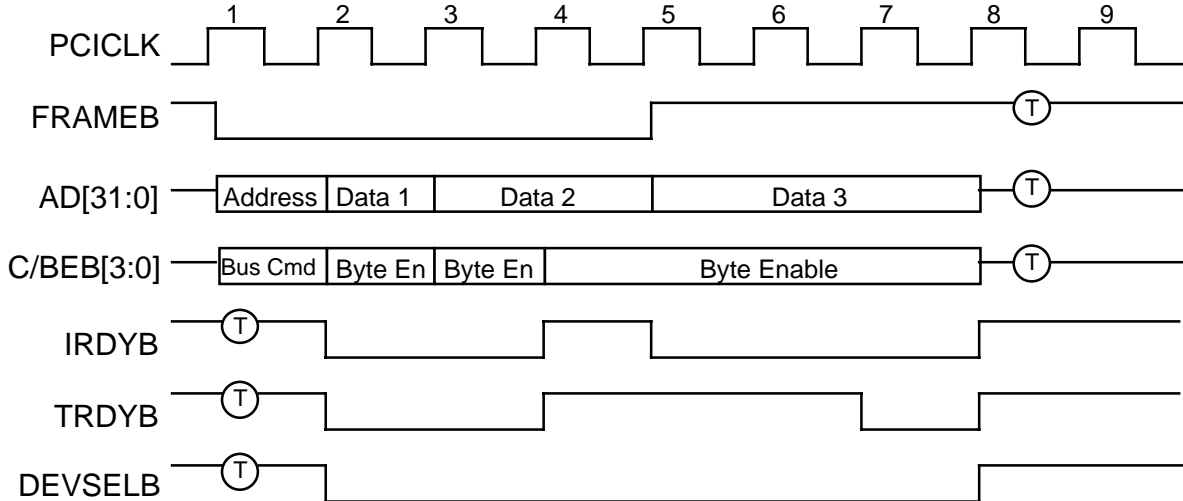 1 2 3 4 5 6 7 8 9
PCICLK
FRAMEB T
AD[31:0] Address Data 1 Data 2 Data 3 T
C/BEB[3:0] Bus Cmd Byte En Byte En Byte Enable T
IRDYB T
TRDYB T
DEVSELB T